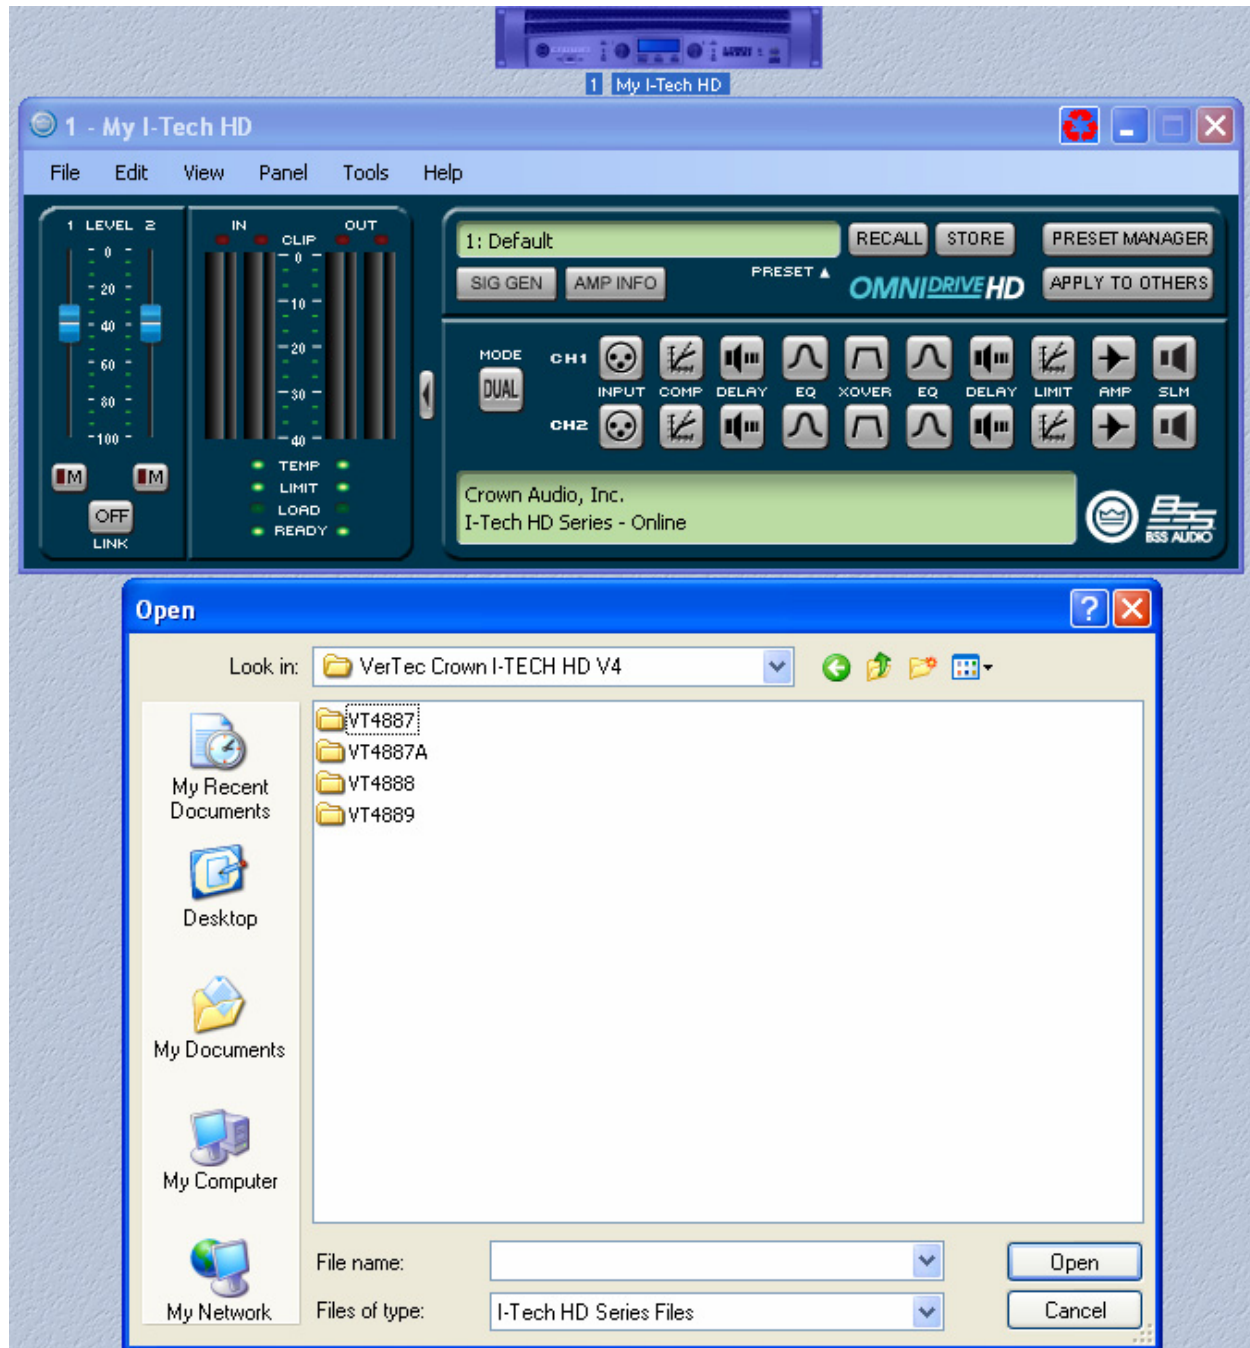 1 My I-Tech HD
1 - My I-Tech HD
File Edit View Panel Tools Help
1 LEVEL 2
0
20
40
60
80
100
IN OUT
CLIP
0
10
20
30
40
TEMP
LIMIT
LOAD
READY
M M
OFF
LINK
1: Default
RECALL STORE PRESET MANAGER
SIG GEN AMP INFO PRESET ▲ OMNIDRIVEHD APPLY TO OTHERS
MODE
DUAL
CH1
INPUT COMP DELAY EQ XOVER EQ DELAY LIMIT AMP SLM
CH2
Crown Audio, Inc.
I-Tech HD Series - Online
BSS
BSS AUDIO
Open
Look in: VerTec Crown I-TECH HD V4
My Recent
Documents
Desktop
My Documents
My Computer
My Network
VT4887
VT4887A
VT4888
VT4889
File name: Open
Files of type: I-Tech HD Series Files Cancel